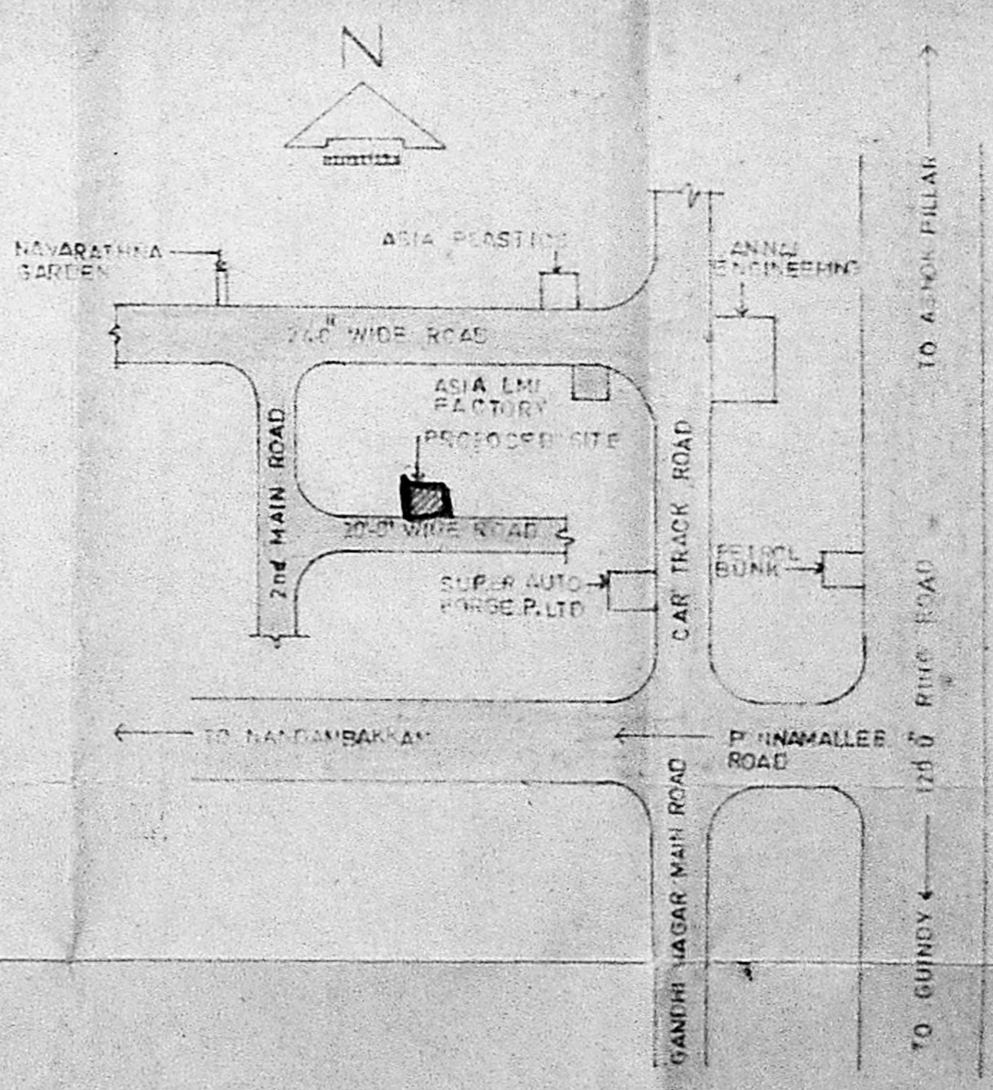 N
NAVARATHNA
GARDEN
ASIA PLASTICS
ANNAI
ENGINEERING
TO ASHOK PILLAR
WIDE ROAD
ASIA
FACTORY
PROPOSED SITE
2nd MAIN ROAD
20'-0" WIDE ROAD
CAR TRACK ROAD
SUPER AUTO
FORGE P. LTD
PETROL
BUNK
RING ROAD
TO NANDAMBAKKAM
POONAMALLEE
ROAD
GANDHI NAGAR MAIN ROAD
TO GUINDY